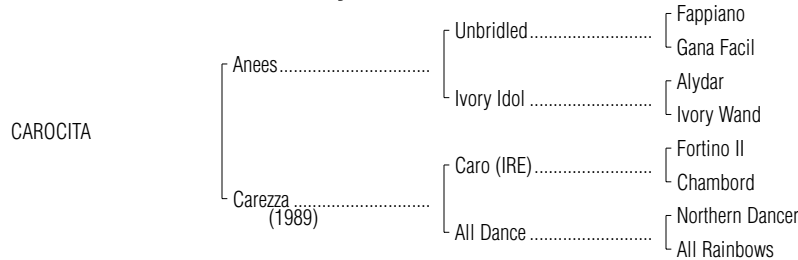 Unbridled..........................
Fappiano
Gana Facil
Anees................................
Ivory Idol ..........................
Alydar
Ivory Wand
CAROCITA
Caro (IRE).........................
Fortino II
Chambord
Carezza .............................
(1989)
All Dance ..........................
Northern Dancer
All Rainbows